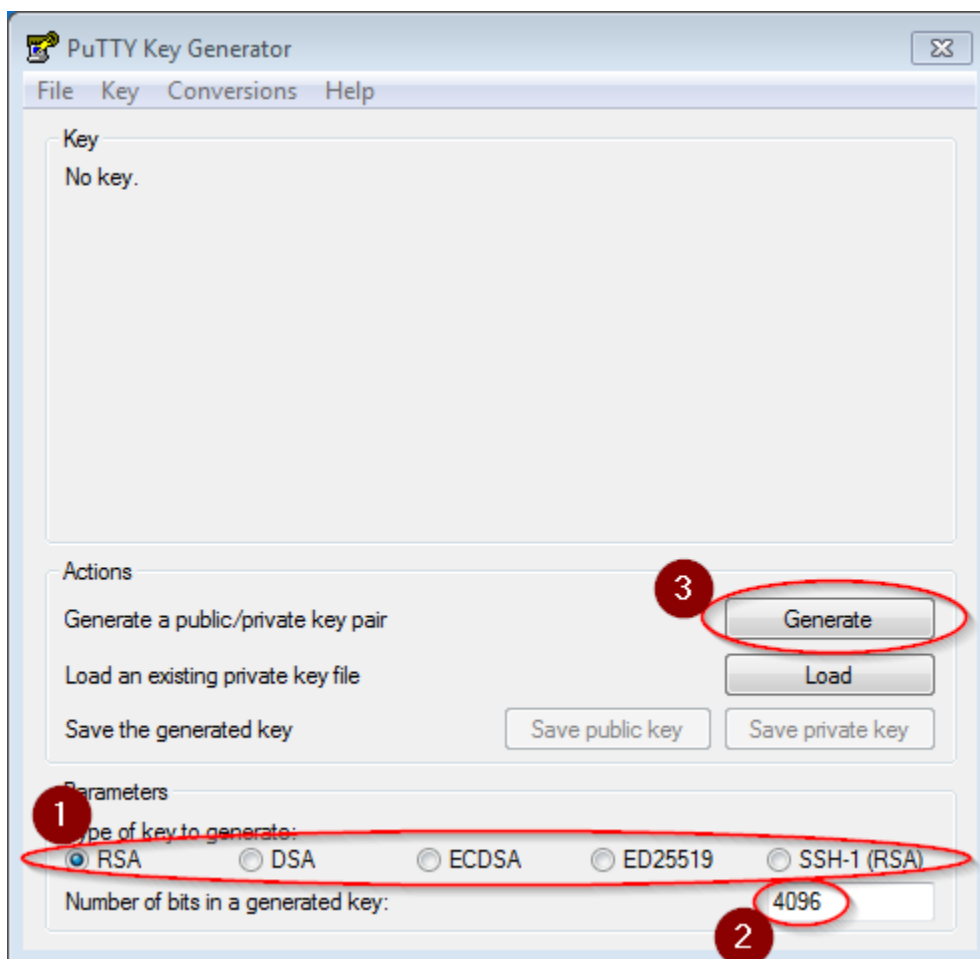 PuTTY Key Generator
File Key Conversions Help
Key
No key.
Actions
3
Generate a public/private key pair Generate
Load an existing private key file Load
Save the generated key Save public key Save private key
Parameters
1
Type of key to generate:
RSA DSA ECDSA ED25519 SSH-1 (RSA)
Number of bits in a generated key: 4096
2